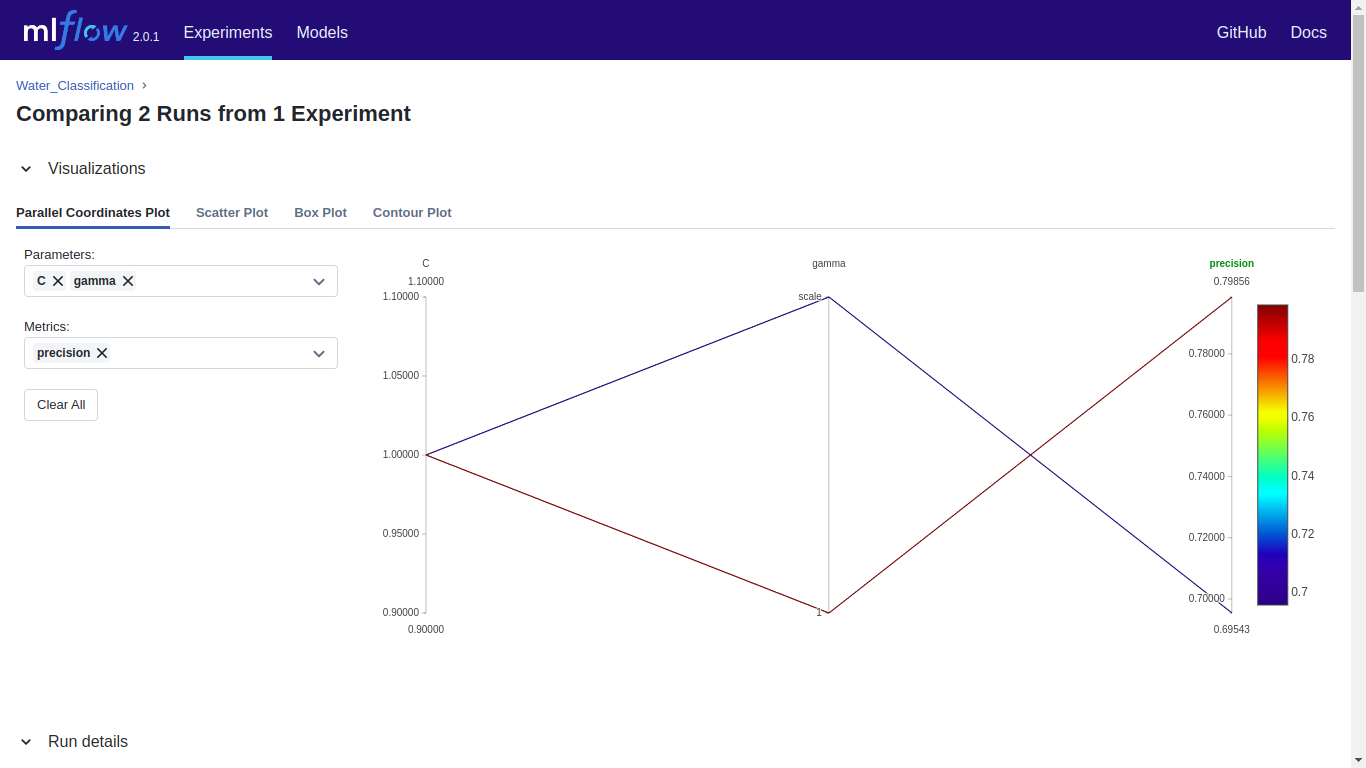 mlflow 2.0.1 Experiments Models GitHub Docs
Water_Classification ›
Comparing 2 Runs from 1 Experiment
Visualizations
Parallel Coordinates Plot Scatter Plot Box Plot Contour Plot
Parameters:
C gamma
Metrics:
precision
Clear All
C gamma precision
1.10000 0.79856
1.10000
1.05000
1.00000
0.95000
0.90000
0.90000
scale
1
0.78000
0.76000
0.74000
0.72000
0.70000
0.69543
0.78
0.76
0.74
0.72
0.7
Run details